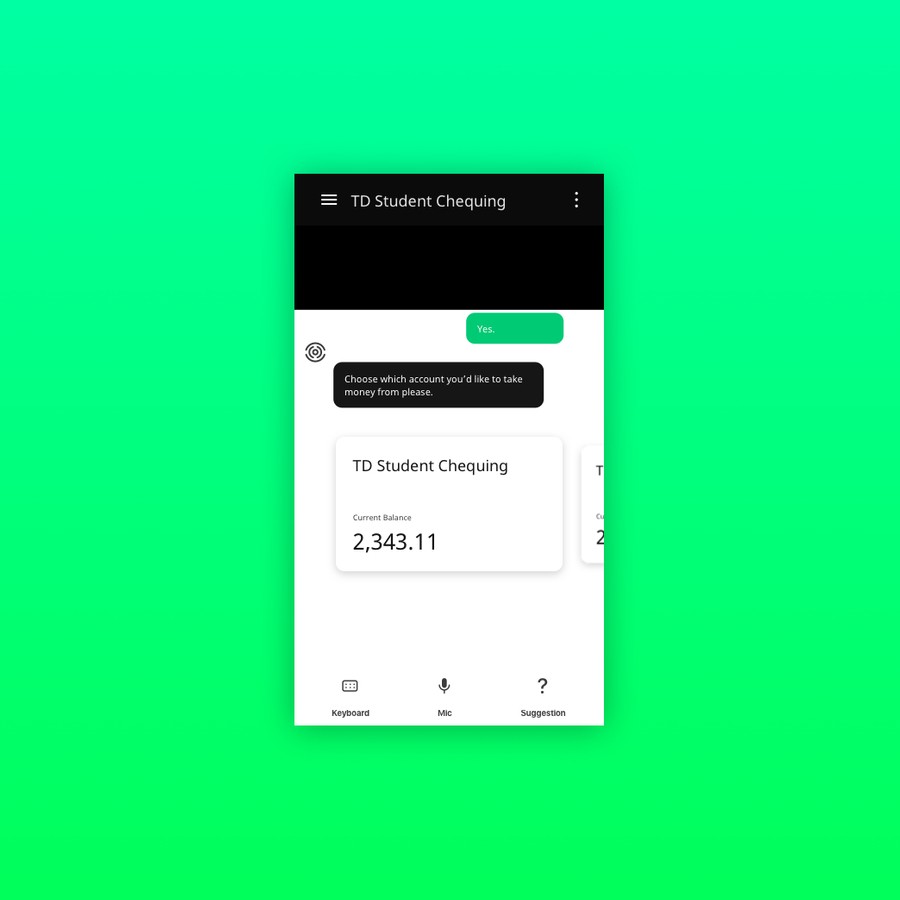 TD Student Chequing
Yes.
Choose which account you'd like to take
money from please.
TD Student Chequing
Current Balance
2,343.11
T
Cu
2
Keyboard
Mic
Suggestion